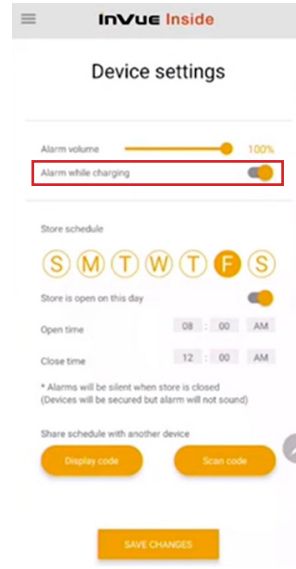 InVue Inside
Device settings
Alarm volume 100%
Alarm while charging
Store schedule
S M T W T F S
Store is open on this day
Open time 08 : 00 AM
Close time 12 : 00 AM
* Alarms will be silent when store is closed
(Devices will be secured but alarm will not sound)
Share schedule with another device
Display code Scan code
SAVE CHANGES